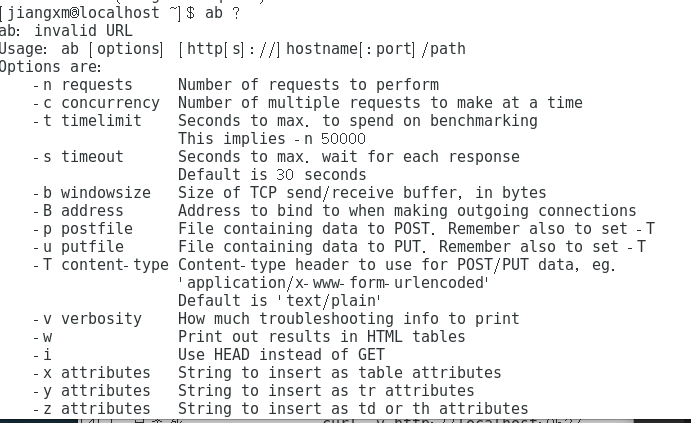 [jiangxm@localhost ~]$ ab ?
ab: invalid URL
Usage: ab [options] [http[s]://]hostname[:port]/path
Options are:
    -n requests     Number of requests to perform
    -c concurrency  Number of multiple requests to make at a time
    -t timelimit    Seconds to max. to spend on benchmarking
                    This implies -n 50000
    -s timeout      Seconds to max. wait for each response
                    Default is 30 seconds
    -b windowsize   Size of TCP send/receive buffer, in bytes
    -B address      Address to bind to when making outgoing connections
    -p postfile     File containing data to POST. Remember also to set -T
    -u putfile      File containing data to PUT. Remember also to set -T
    -T content-type Content-type header to use for POST/PUT data, eg.
                    'application/x-www-form-urlencoded'
                    Default is 'text/plain'
    -v verbosity    How much troubleshooting info to print
    -w              Print out results in HTML tables
    -i              Use HEAD instead of GET
    -x attributes   String to insert as table attributes
    -y attributes   String to insert as tr attributes
    -z attributes   String to insert as td or th attributes